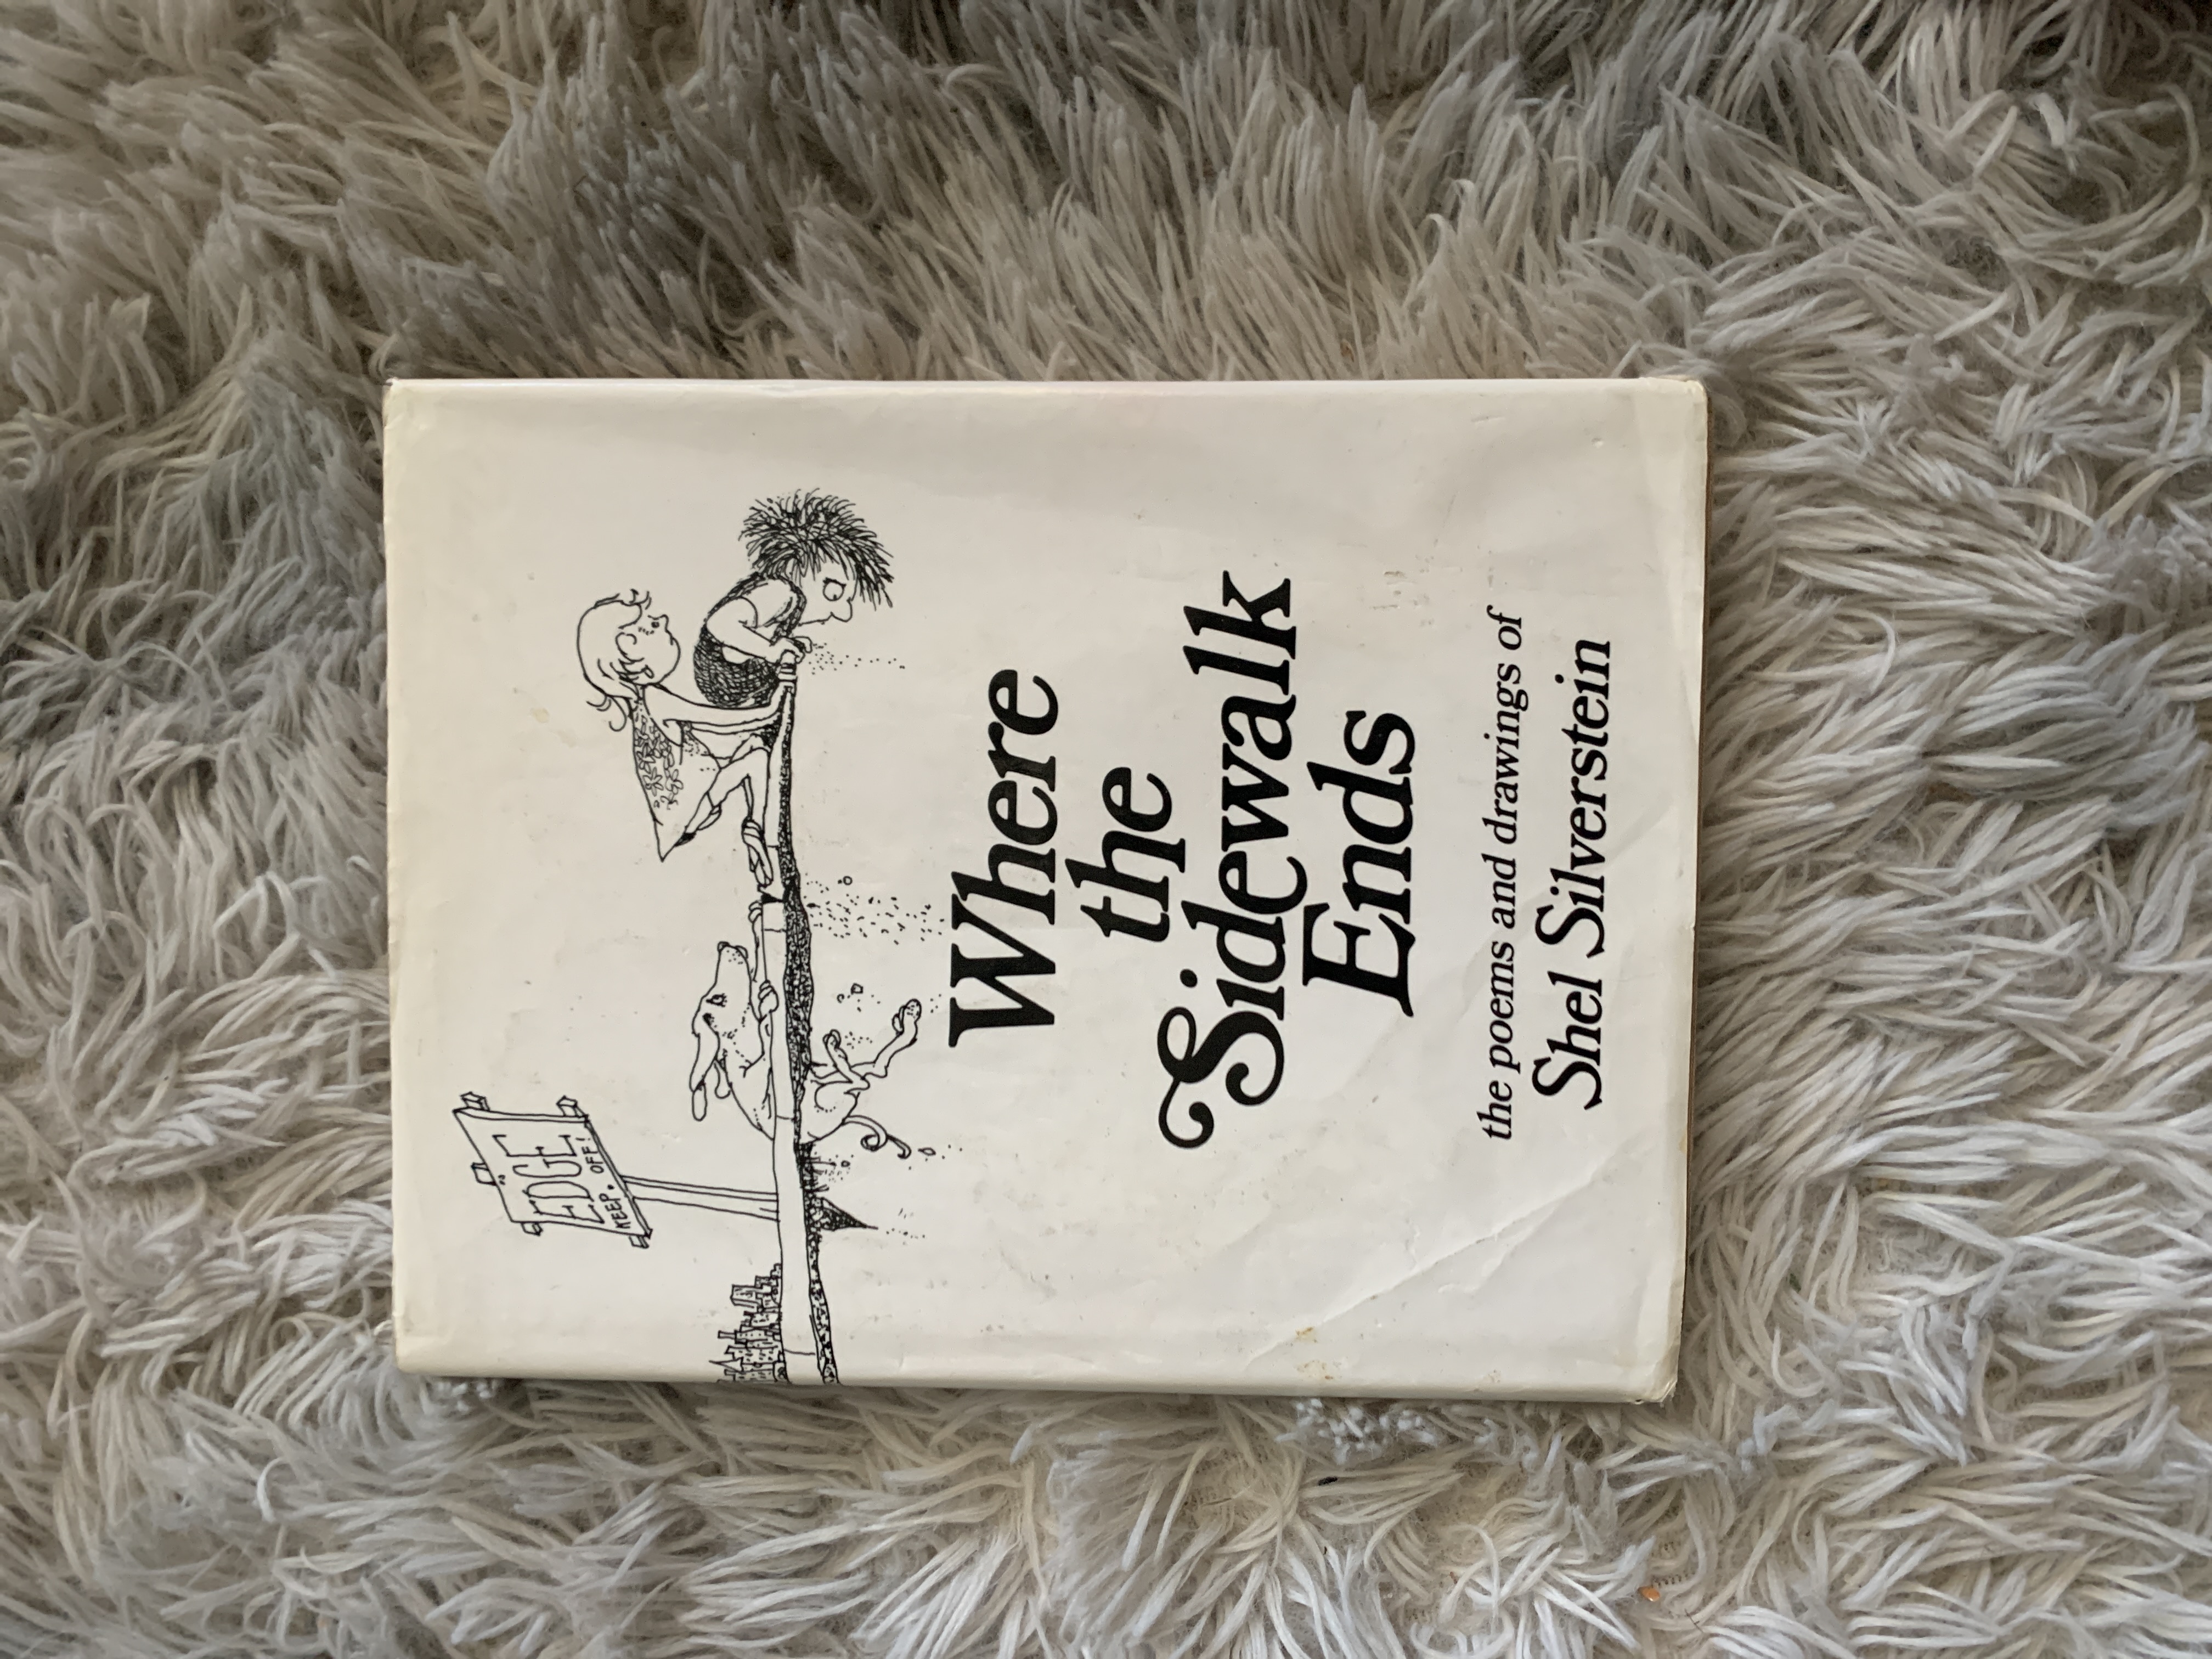 EDGE
KEEP. OFF!
Where
the
Sidewalk
Ends
the poems and drawings of
Shel Silverstein